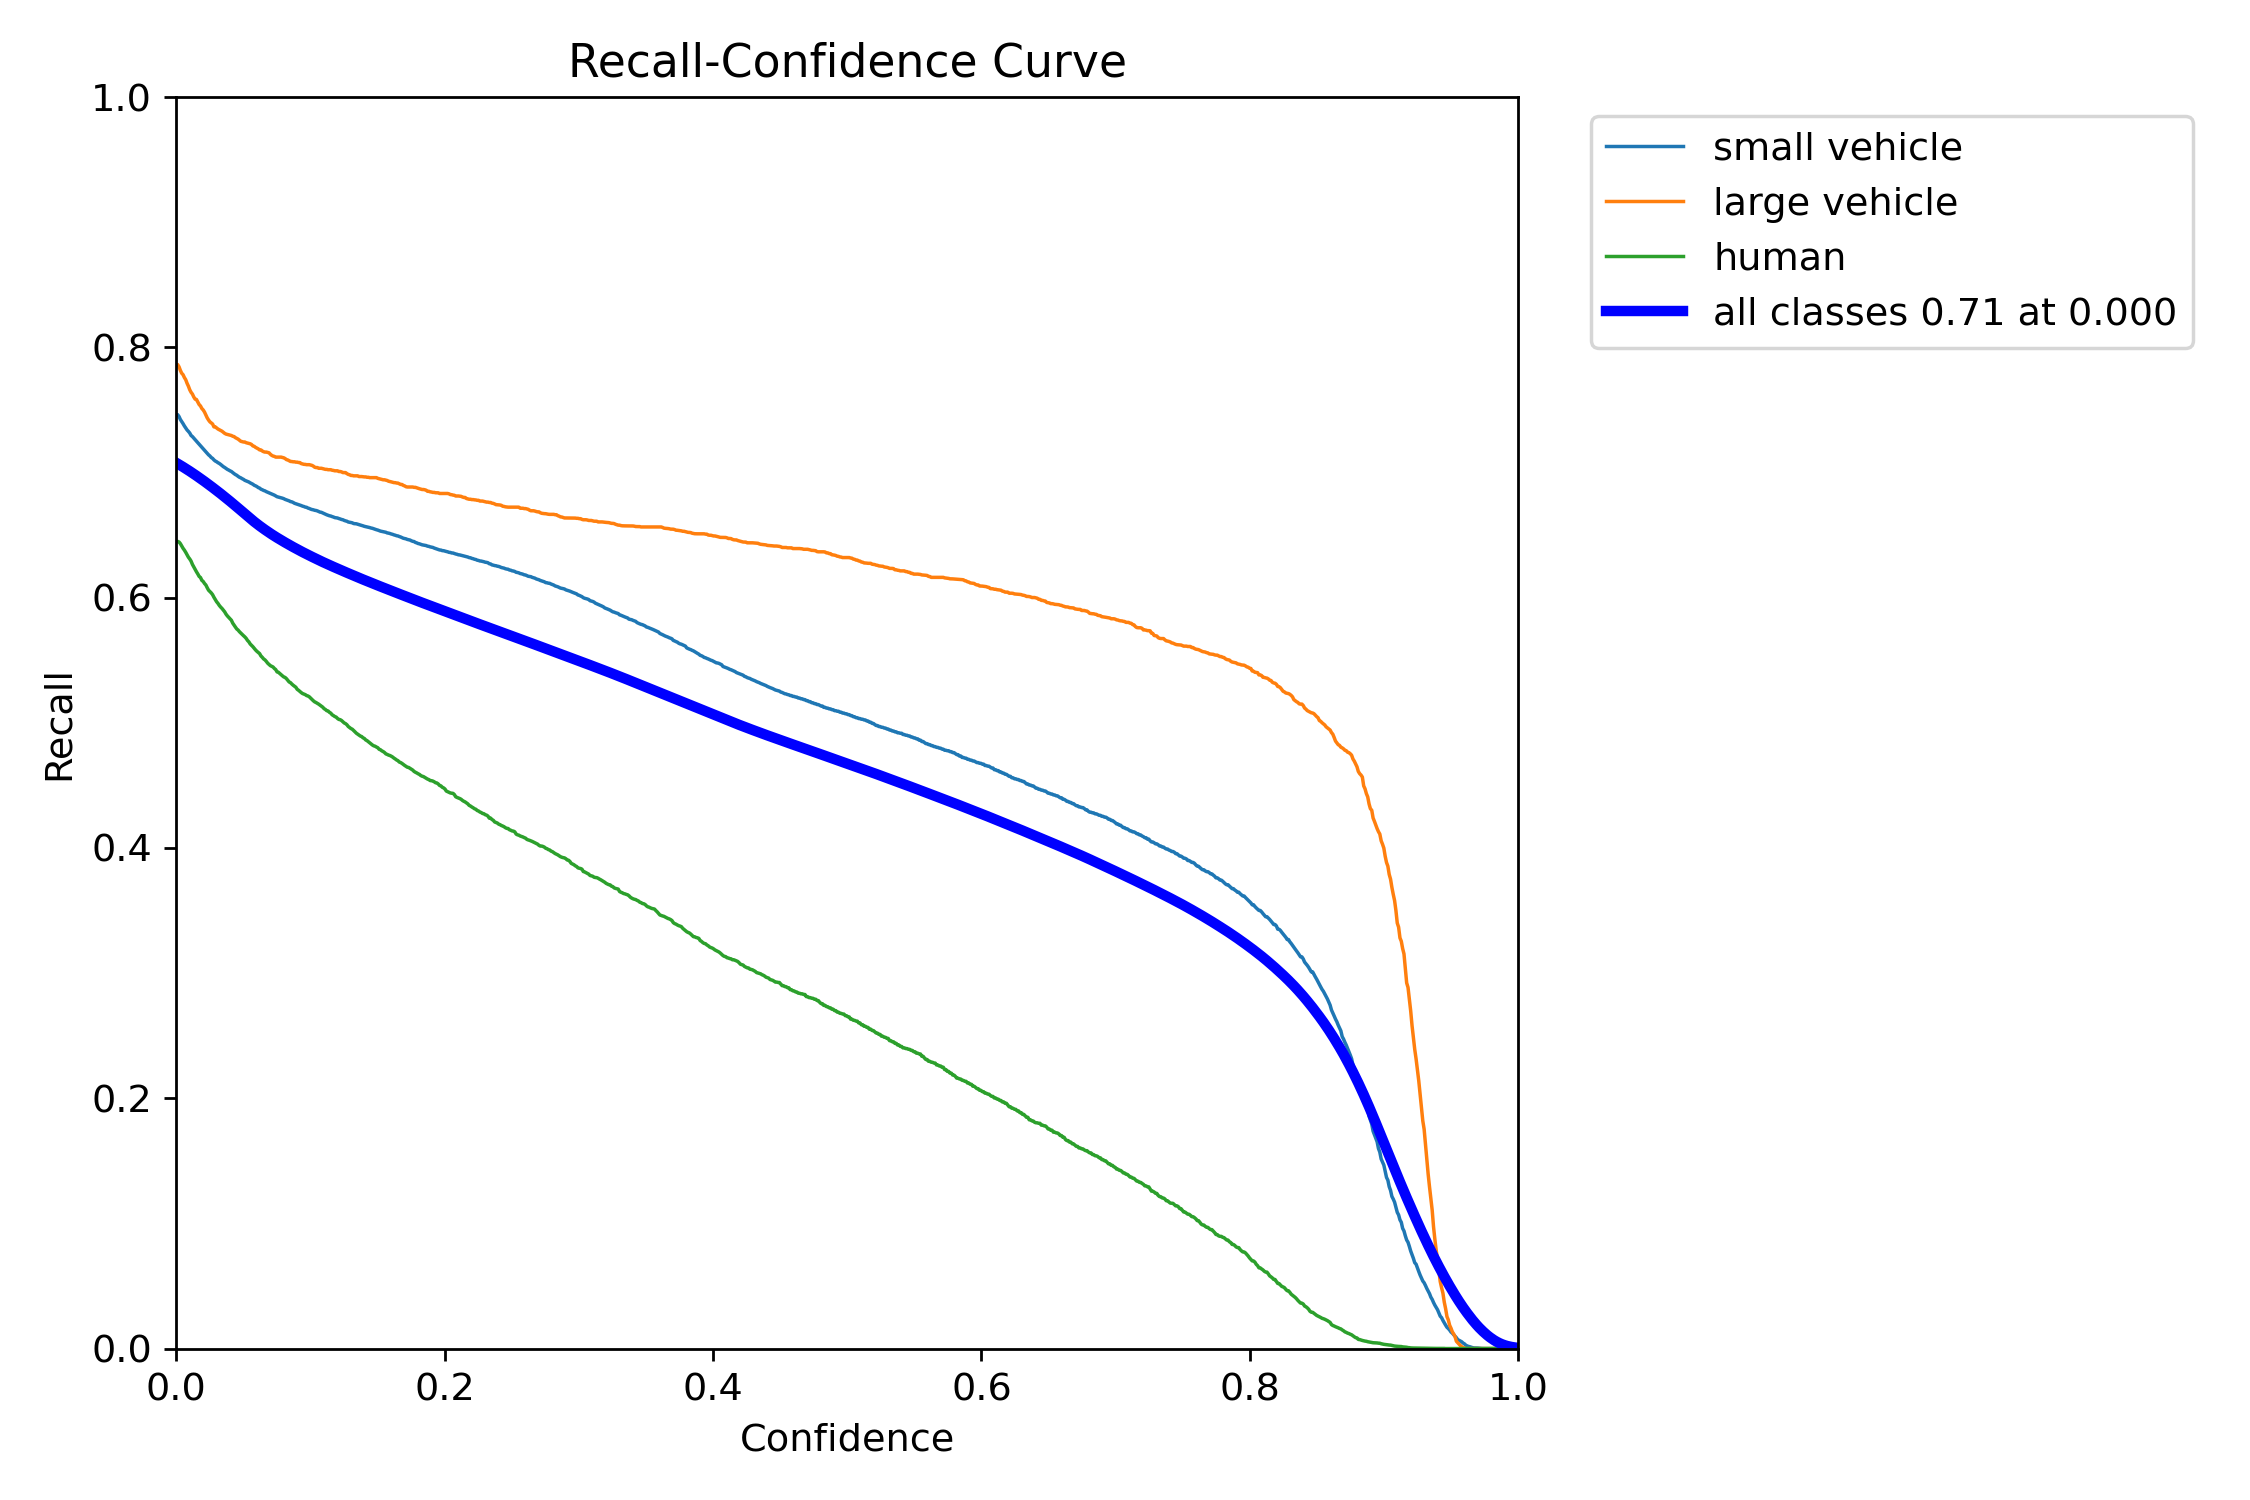 Recall-Confidence Curve
1.0
0.8
0.6
0.4
0.2
0.0
Recall
0.0 0.2 0.4 0.6 0.8 1.0
Confidence
small vehicle
large vehicle
human
all classes 0.71 at 0.000